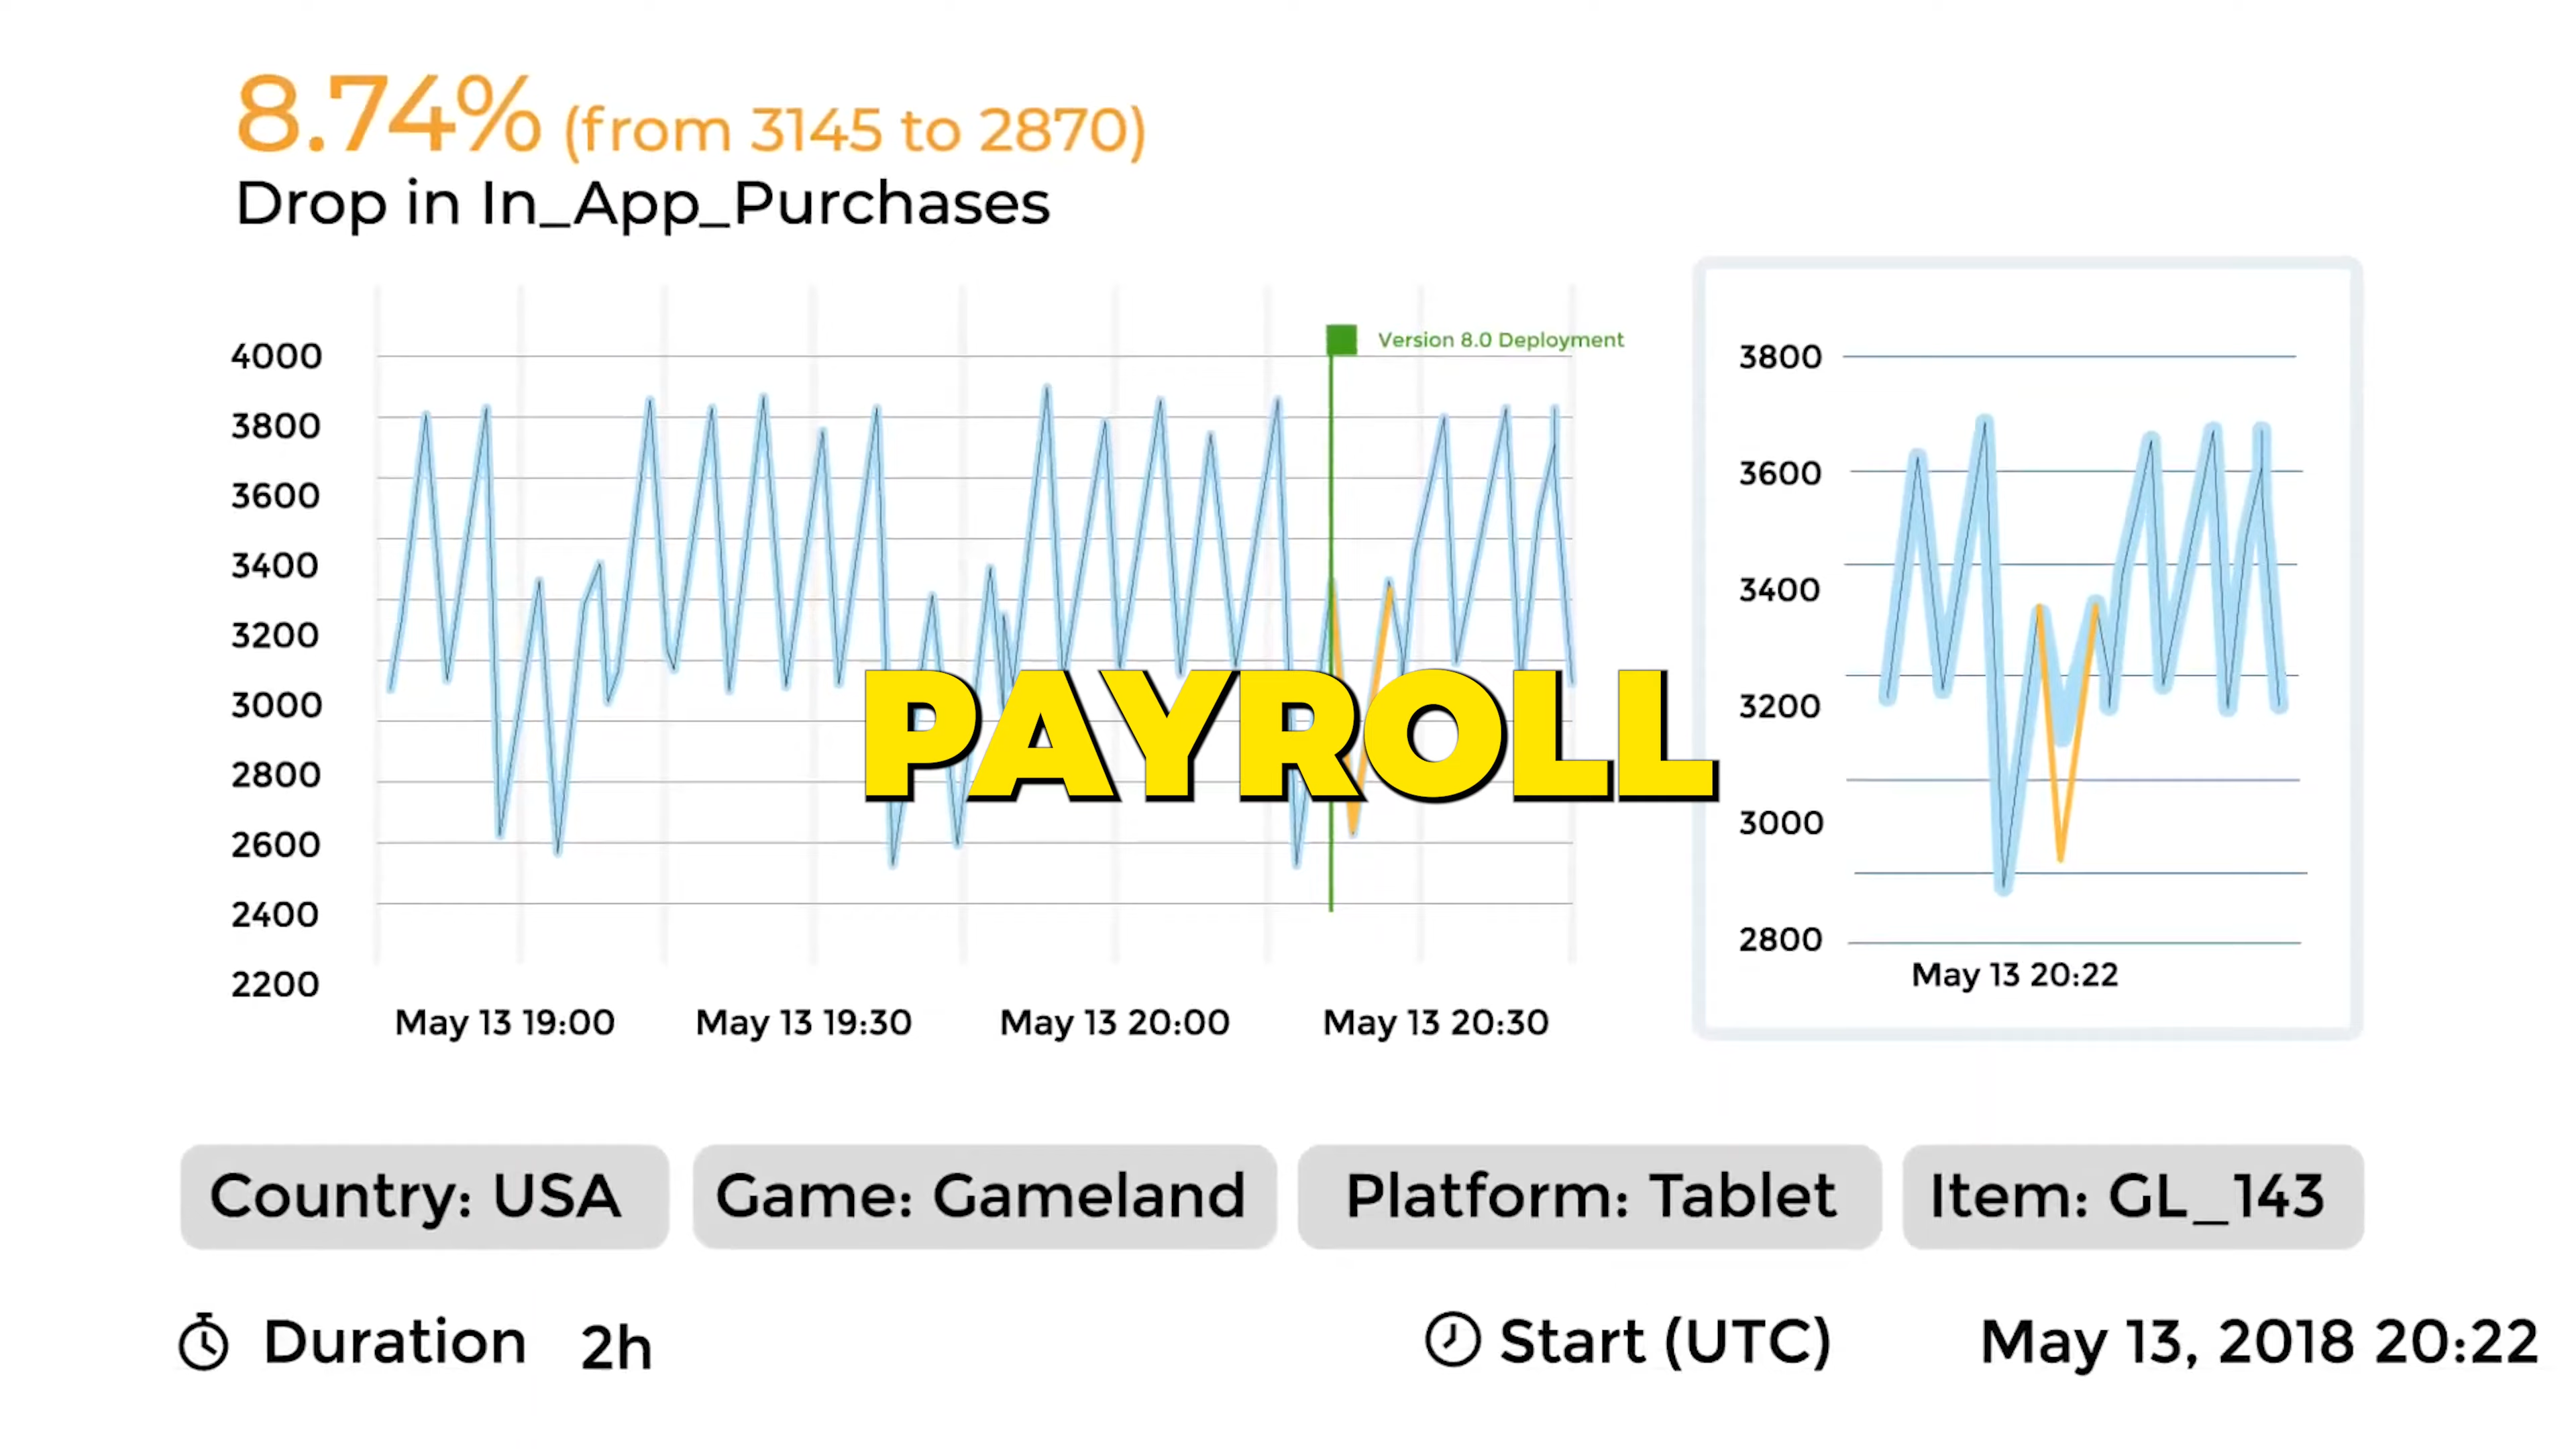 8.74% (from 3145 to 2870)
Drop in In_App_Purchases
Version 8.0 Deployment
4000
3800
3600
3400
3200
3000
2800
2600
2400
2200
May 13 19:00
May 13 19:30
May 13 20:00
May 13 20:30
3800
3600
3400
3200
3000
2800
May 13 20:22
PAYROLL
Country: USA
Game: Gameland
Platform: Tablet
Item: GL_143
Duration 2h
Start (UTC) May 13, 2018 20:22